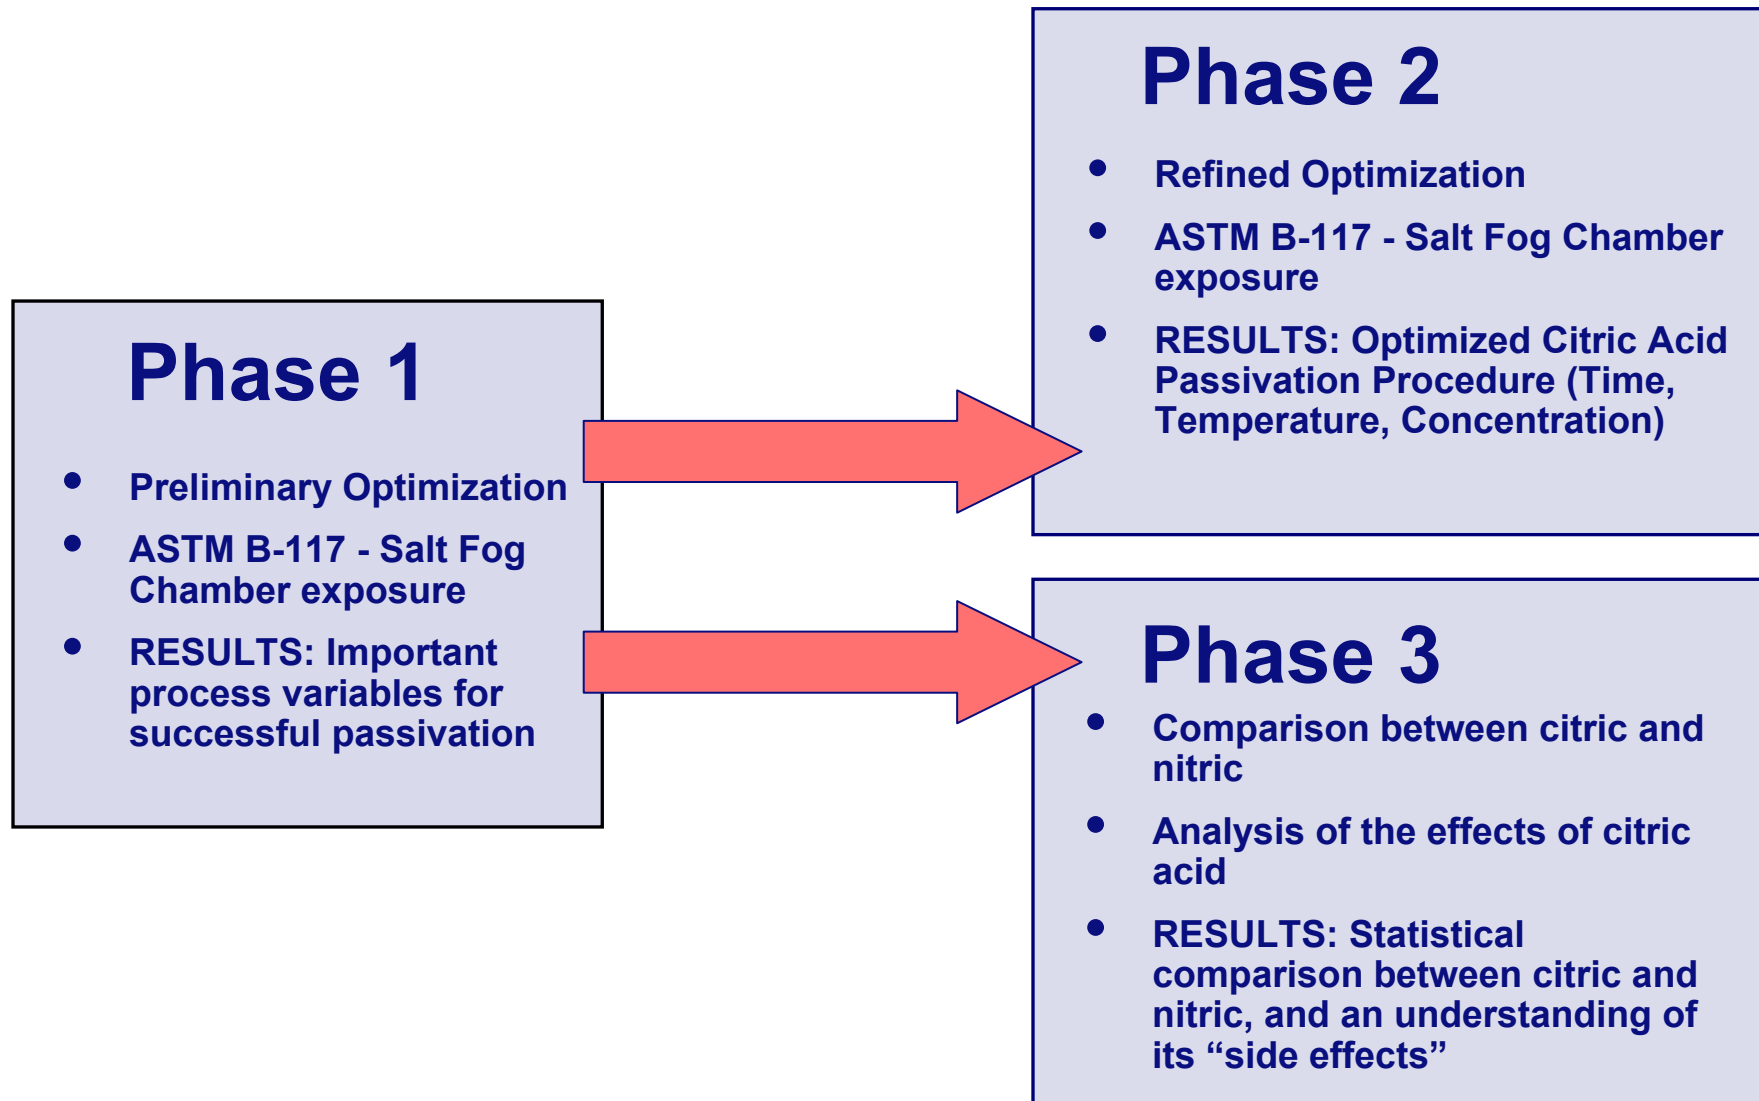 Phase 1
• Preliminary Optimization
• ASTM B-117 - Salt Fog
Chamber exposure
• RESULTS: Important
process variables for
successful passivation
Phase 2
• Refined Optimization
• ASTM B-117 - Salt Fog Chamber
exposure
• RESULTS: Optimized Citric Acid
Passivation Procedure (Time,
Temperature, Concentration)
Phase 3
• Comparison between citric and
nitric
• Analysis of the effects of citric
acid
• RESULTS: Statistical
comparison between citric and
nitric, and an understanding of
its “side effects”